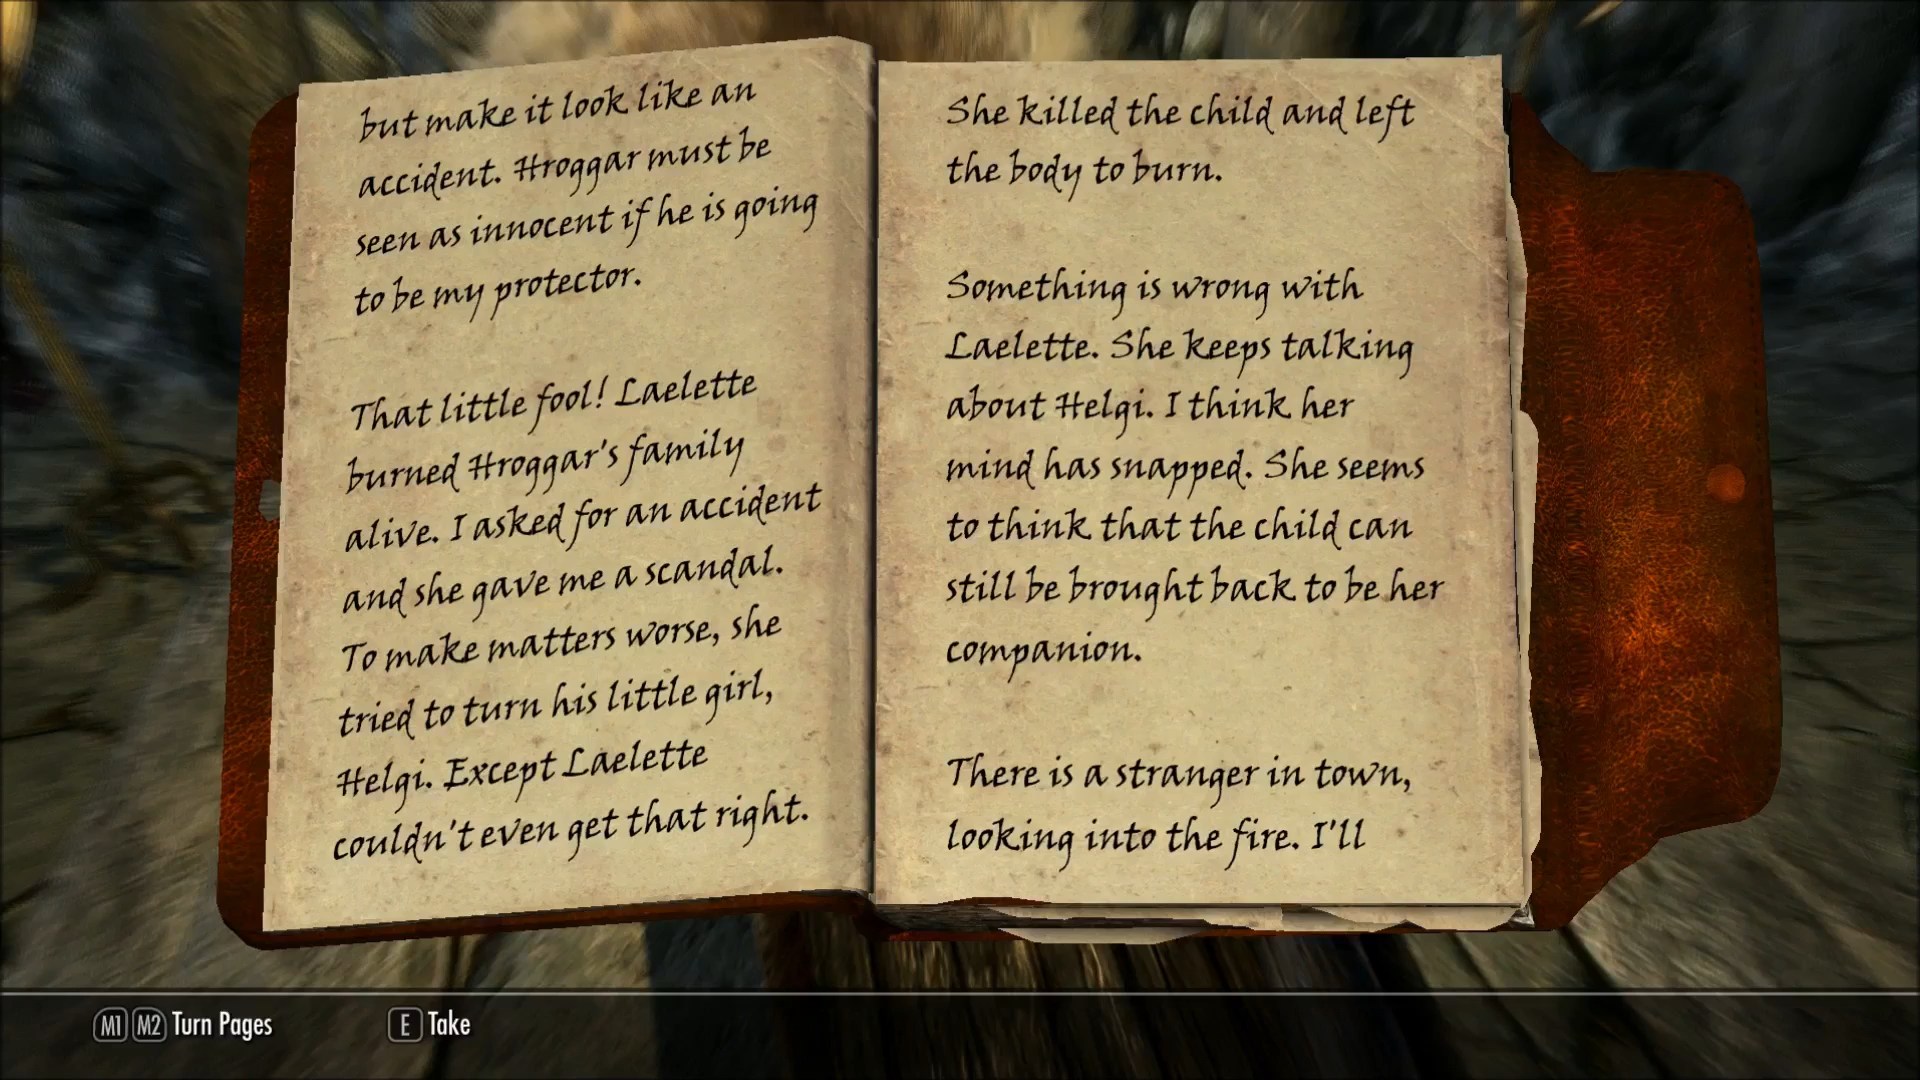 but make it look like an
accident. Hroggar must be
seen as innocent if he is going
to be my protector.
That little fool! Laelette
burned Hroggar's family
alive. I asked for an accident
and she gave me a scandal.
To make matters worse, she
tried to turn his little girl,
Helgi. Except Laelette
couldn't even get that right.
She killed the child and left
the body to burn.
Something is wrong with
Laelette. She keeps talking
about Helgi. I think her
mind has snapped. She seems
to think that the child can
still be brought back to be her
companion.
There is a stranger in town,
looking into the fire. I'll
M1 M2 Turn Pages
E Take